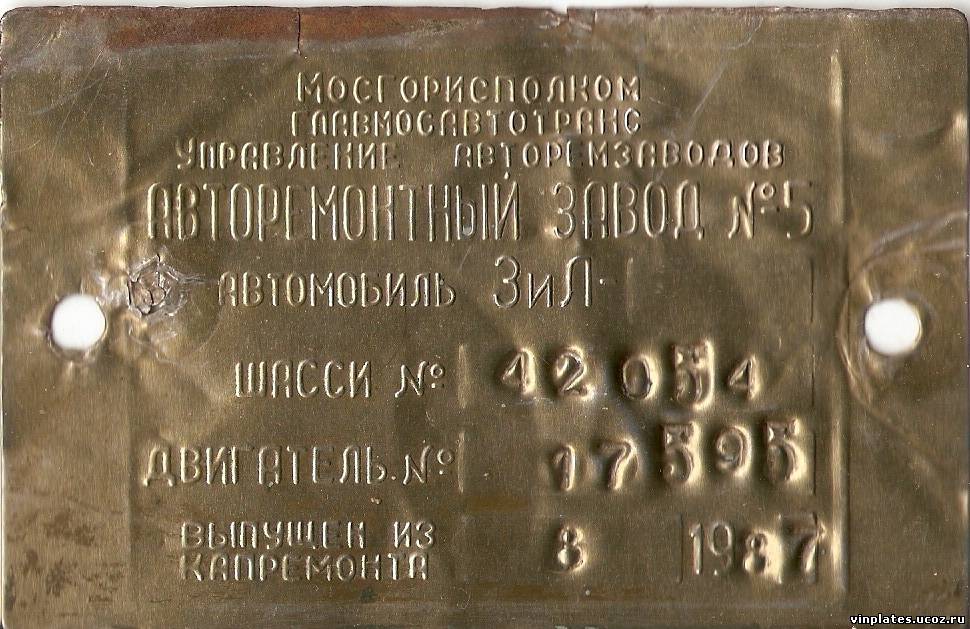 Мосгорисполком
главмосавтотранс
Управление авторемзаводов
АВТОРЕМОНТНЫЙ ЗАВОД №5
автомобиль ЗиЛ-
шасси № 42054
двигатель.№ 17595
выпущен из 8 1987
капремонта
vinplates.ucoz.ru